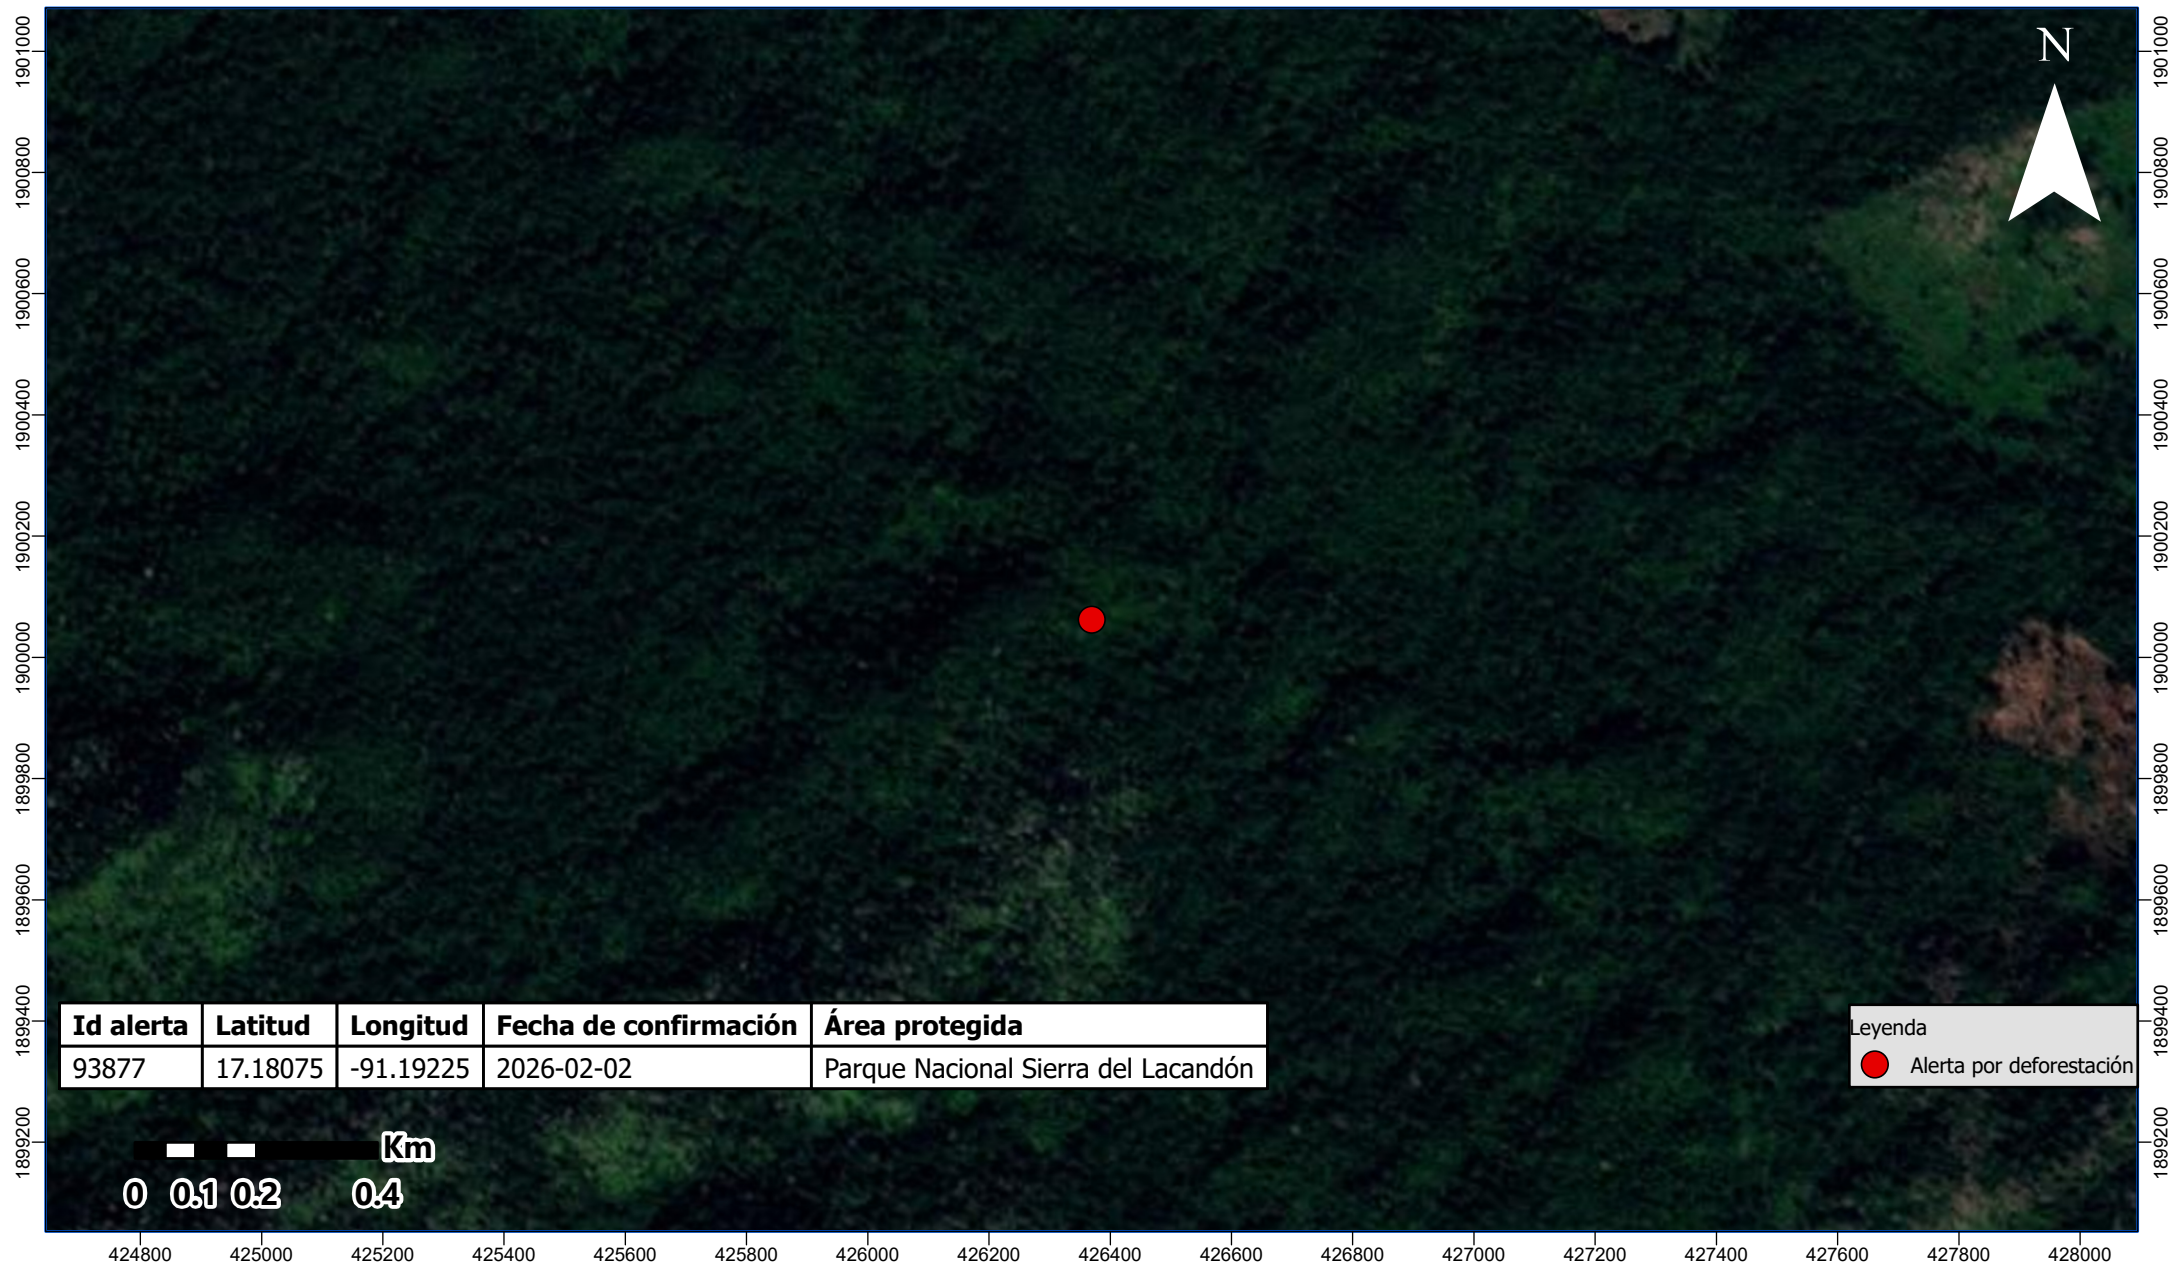 N
1901000
1900800
1900600
1900400
1900200
1900000
1899800
1899600
1899400
1899200
1901000
1900800
1900600
1900400
1900200
1900000
1899800
1899600
1899400
1899200
Id alerta Latitud Longitud Fecha de confirmación Área protegida
93877 17.18075 -91.19225 2026-02-02 Parque Nacional Sierra del Lacandón
Leyenda
Alerta por deforestación
Km
0 0.1 0.2 0.4
424800 425000 425200 425400 425600 425800 426000 426200 426400 426600 426800 427000 427200 427400 427600 427800 428000